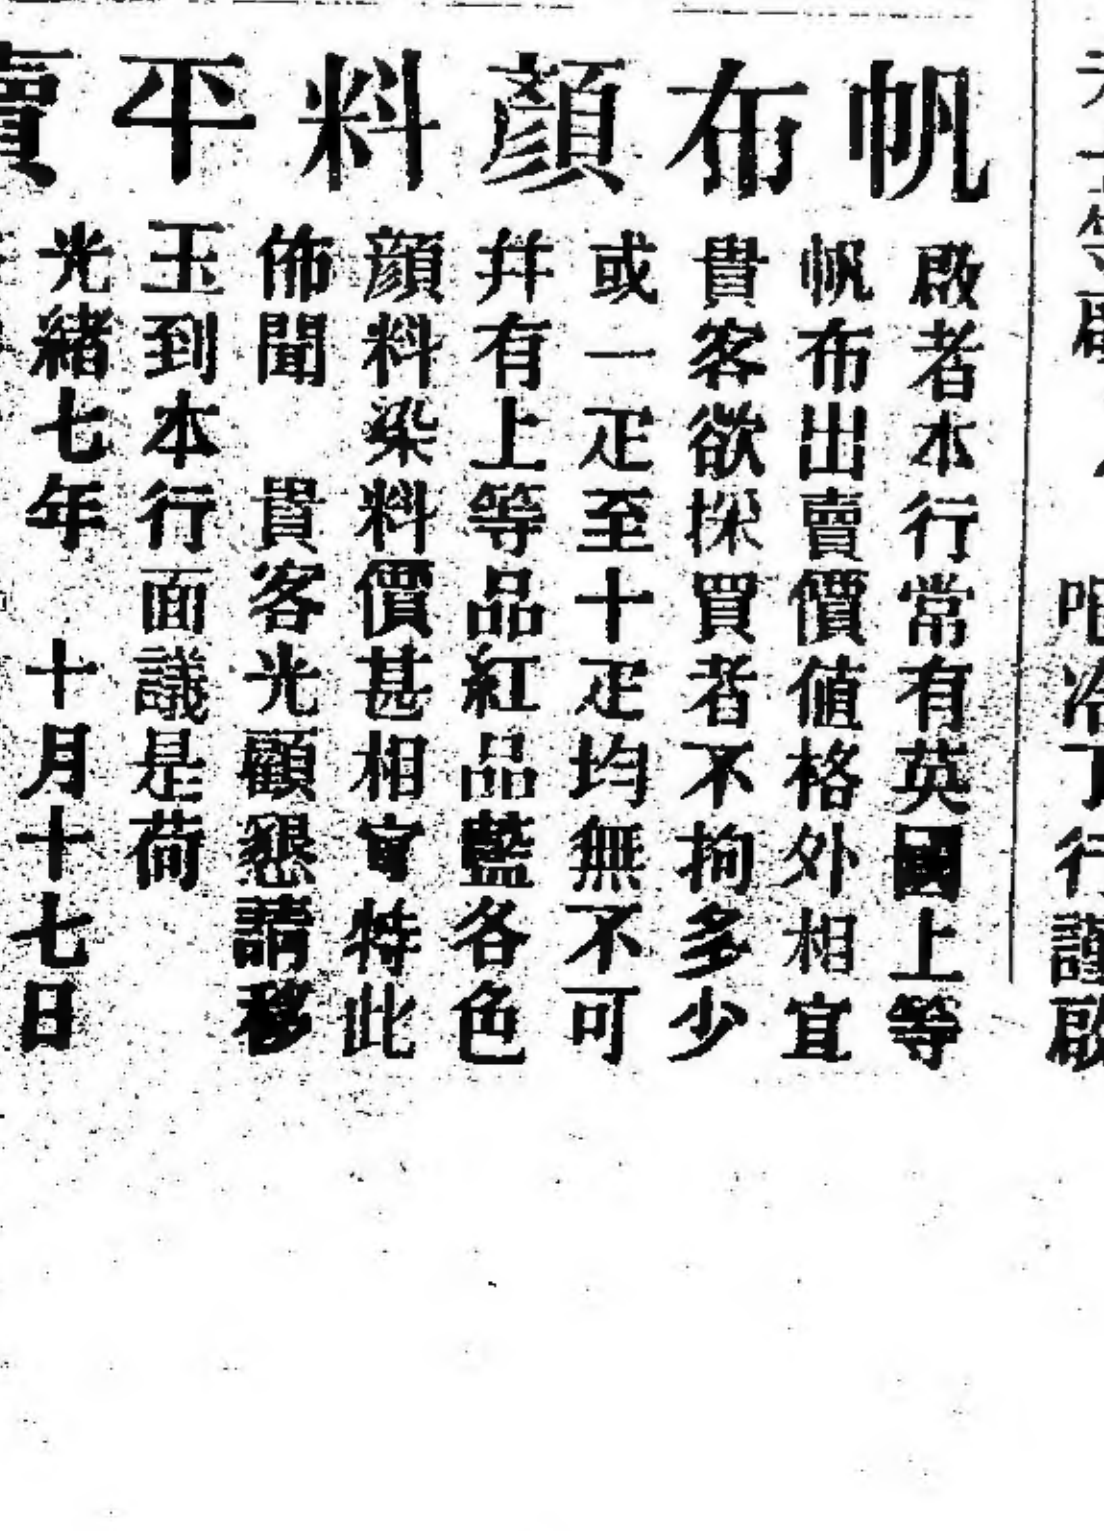 帆布顏料平賣
啟者本行常有英國上等
帆布出賣價值格外相宜
貴客欲採買者不拘多少
或一疋至十疋均無不可
幷有上等品紅品藍各色
顏料染料價甚相宜特此
佈聞 貴客光顧懇請移
玉到本行面議是荷
光緒七年 十月十七日
行謹啟